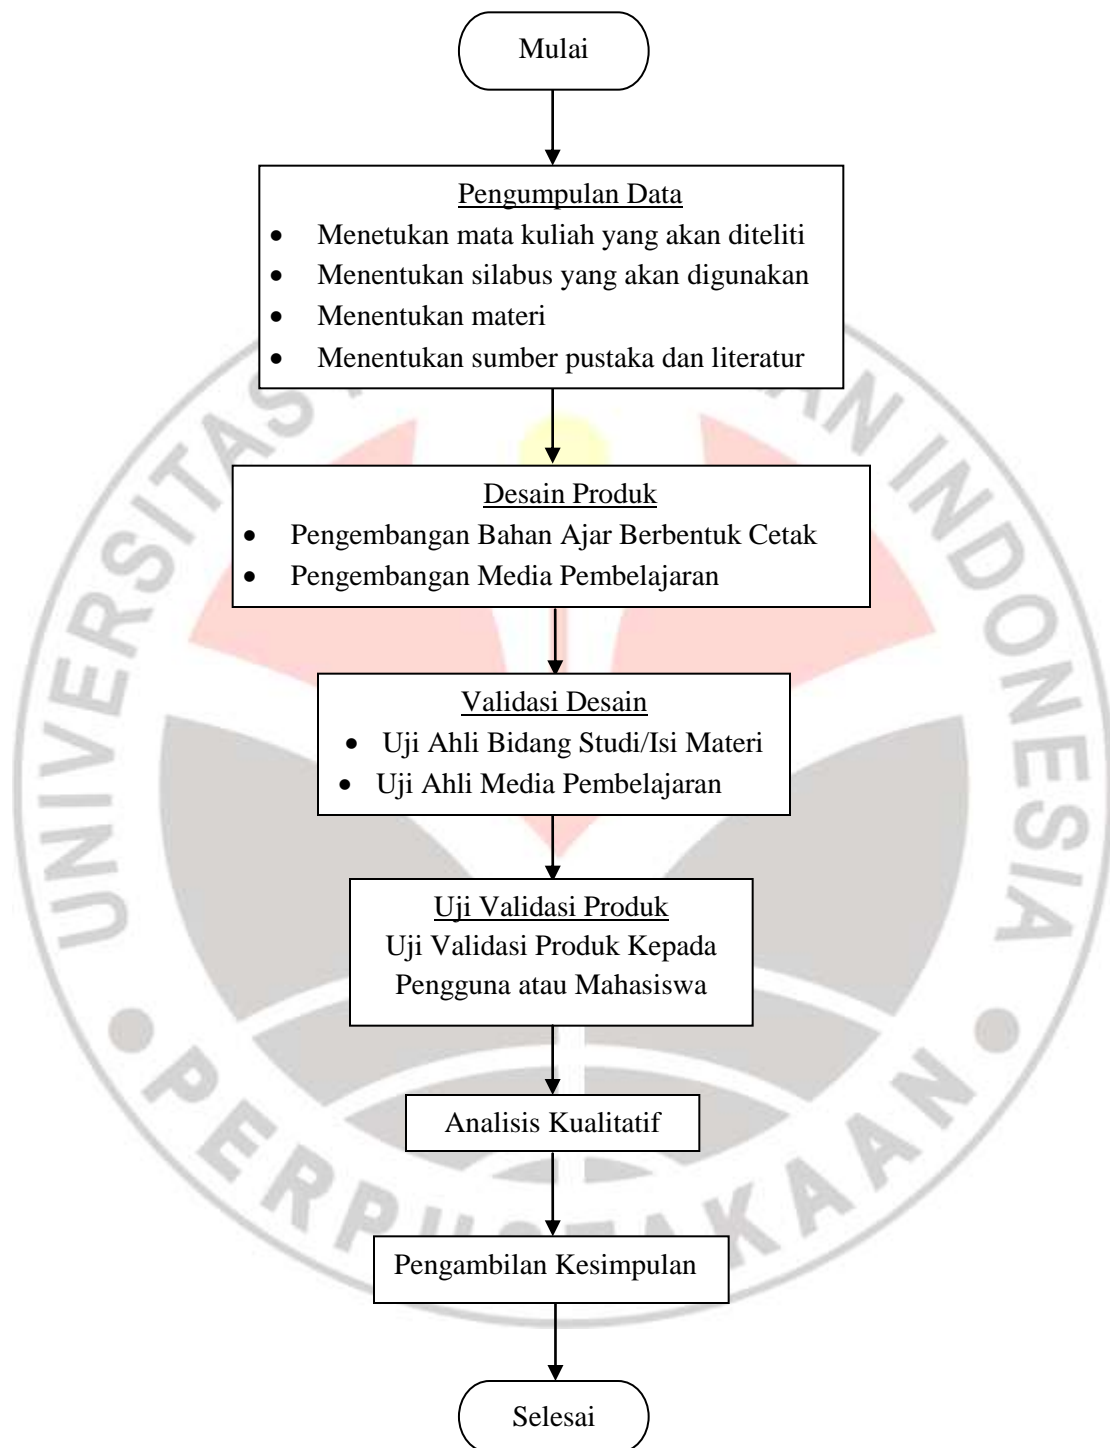 Mulai
Pengumpulan Data
• Menetukan mata kuliah yang akan diteliti
• Menentukan silabus yang akan digunakan
• Menentukan materi
• Menentukan sumber pustaka dan literatur
Desain Produk
• Pengembangan Bahan Ajar Berbentuk Cetak
• Pengembangan Media Pembelajaran
Validasi Desain
• Uji Ahli Bidang Studi/Isi Materi
• Uji Ahli Media Pembelajaran
Uji Validasi Produk
Uji Validasi Produk Kepada
Pengguna atau Mahasiswa
Analisis Kualitatif
Pengambilan Kesimpulan
Selesai
UNIVERSITAS INDONESIA
PERPUSTAKAAN